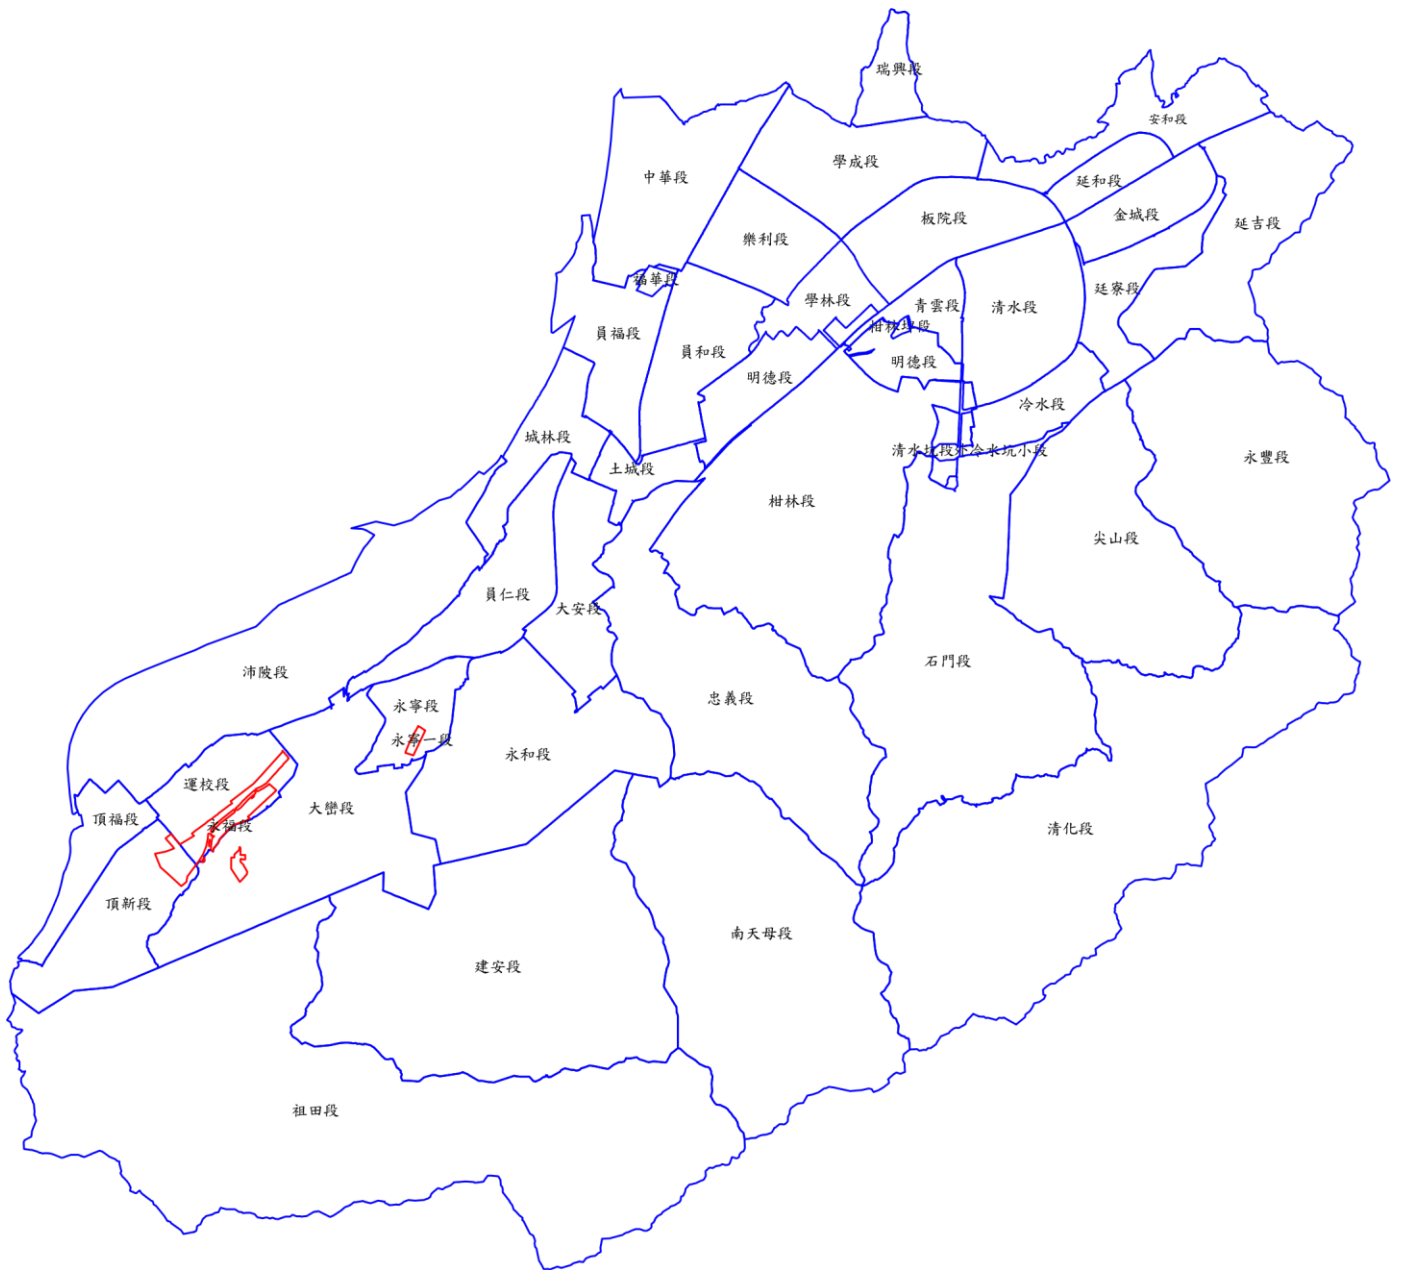 瑞興段
安和段
學成段
中華段
延和段
金城段
板院段
延吉段
樂利段
福華段
廷寮段
學林段
青雲段
清水段
柑林埤段
員福段
員和段
明德段
明德段
冷水段
城林段
土城段
清水坑段外冷水坑小段
永豐段
柑林段
尖山段
員仁段
大安段
石門段
沛陂段
忠義段
永寧段
永寧一段
永和段
運校段
大巒段
頂福段
永福段
清化段
頂新段
南天母段
建安段
祖田段